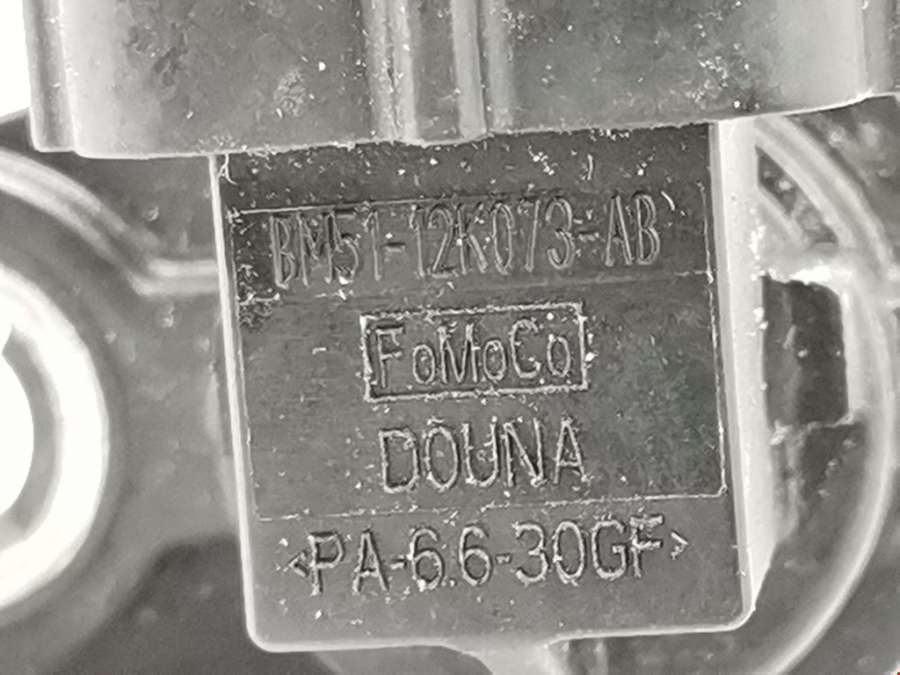 BM51-12K073-AB
FoMoCo
DOUNA
<PA-6.6-30GF>